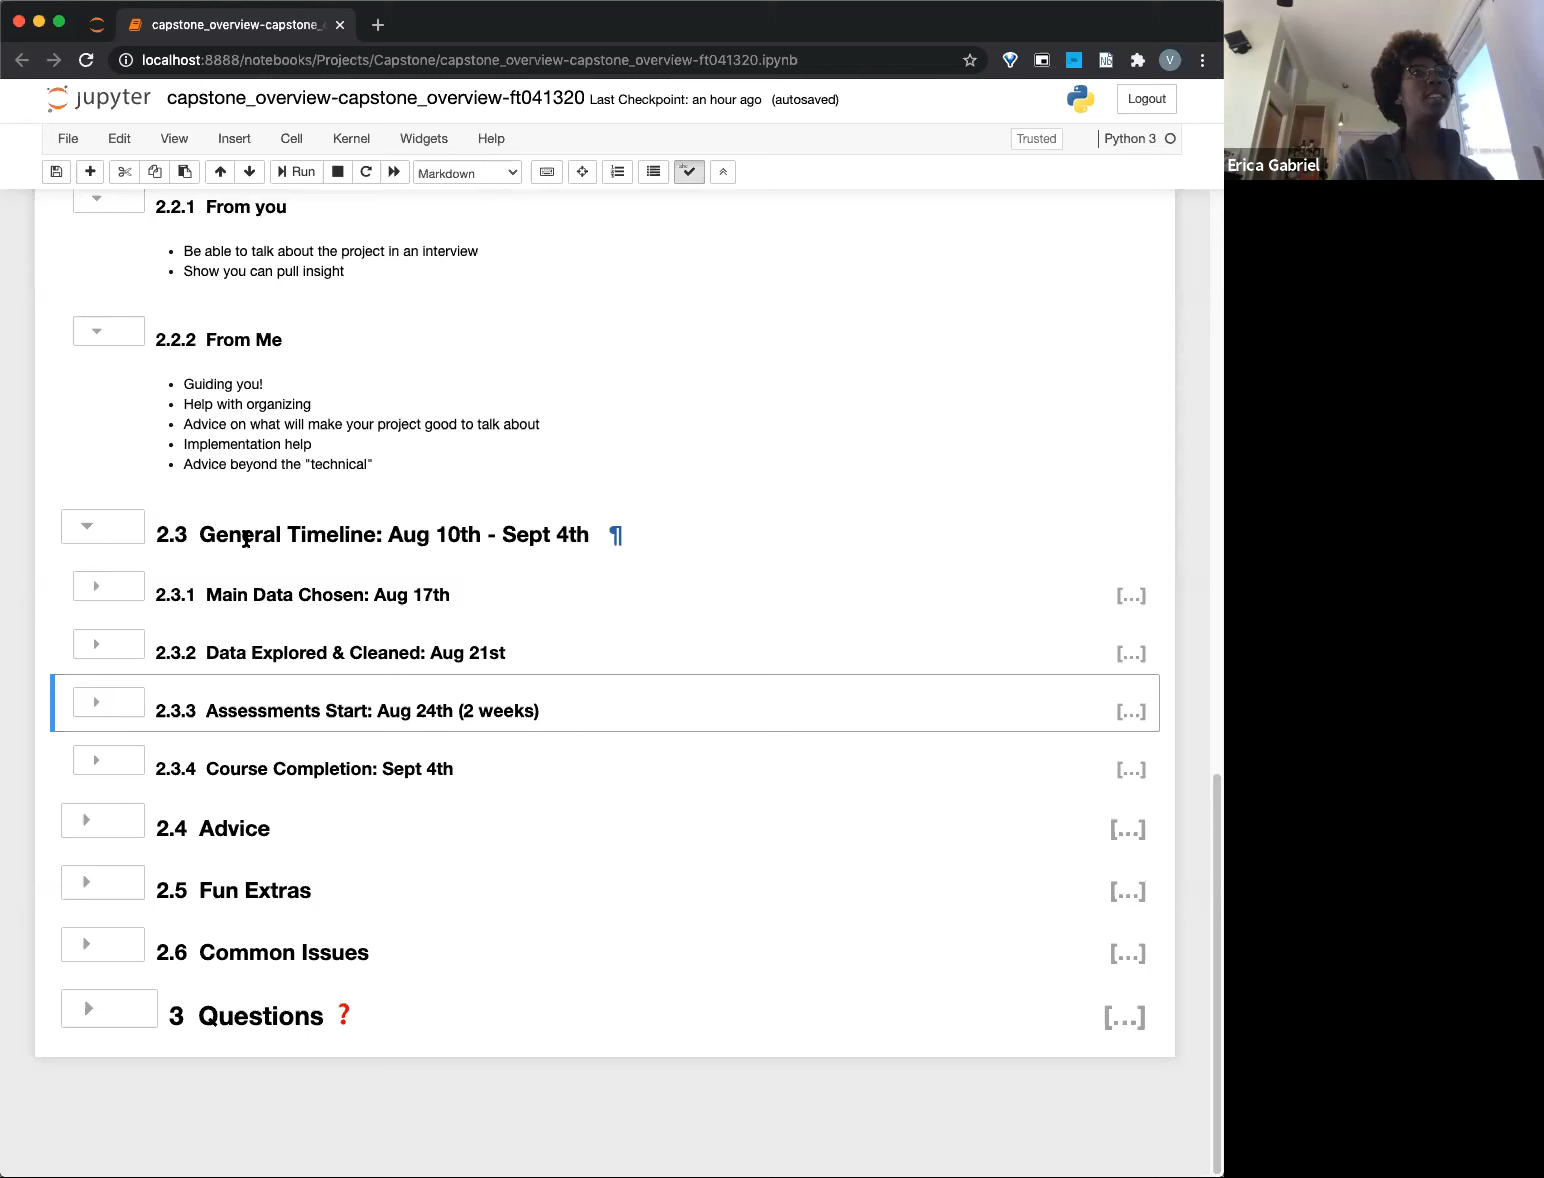 capstone_overview-capstone_
localhost:8888/notebooks/Projects/Capstone/capstone_overview-capstone_overview-ft041320.ipynb
V
jupyter capstone_overview-capstone_overview-ft041320 Last Checkpoint: an hour ago (autosaved)
Logout
File Edit View Insert Cell Kernel Widgets Help
Trusted
Python 3
Run
Markdown
Erica Gabriel
2.2.1 From you
• Be able to talk about the project in an interview
• Show you can pull insight
2.2.2 From Me
• Guiding you!
• Help with organizing
• Advice on what will make your project good to talk about
• Implementation help
• Advice beyond the "technical"
2.3 General Timeline: Aug 10th - Sept 4th ¶
2.3.1 Main Data Chosen: Aug 17th [...]
2.3.2 Data Explored & Cleaned: Aug 21st [...]
2.3.3 Assessments Start: Aug 24th (2 weeks) [...]
2.3.4 Course Completion: Sept 4th [...]
2.4 Advice [...]
2.5 Fun Extras [...]
2.6 Common Issues [...]
3 Questions ❓ [...]